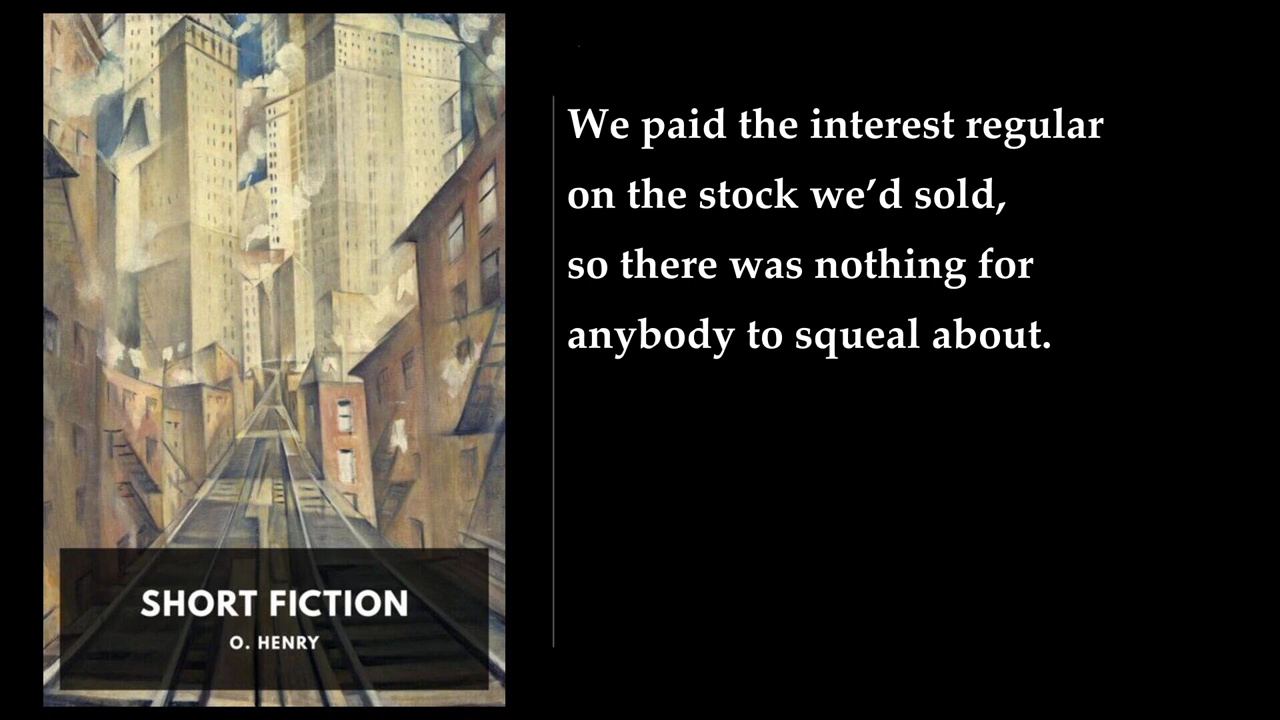 SHORT FICTION
O. HENRY
We paid the interest regular
on the stock we’d sold,
so there was nothing for
anybody to squeal about.